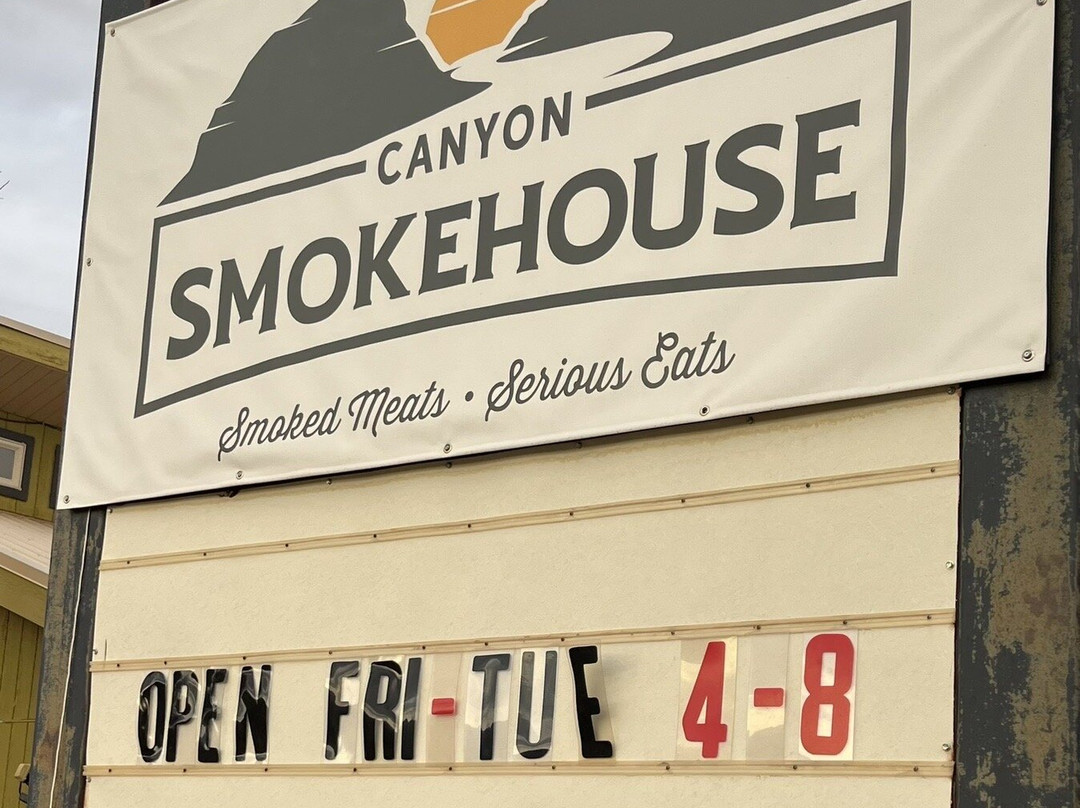 CANYON
SMOKEHOUSE
Smoked Meats • Serious Eats
OPEN FRI-TUE 4-8